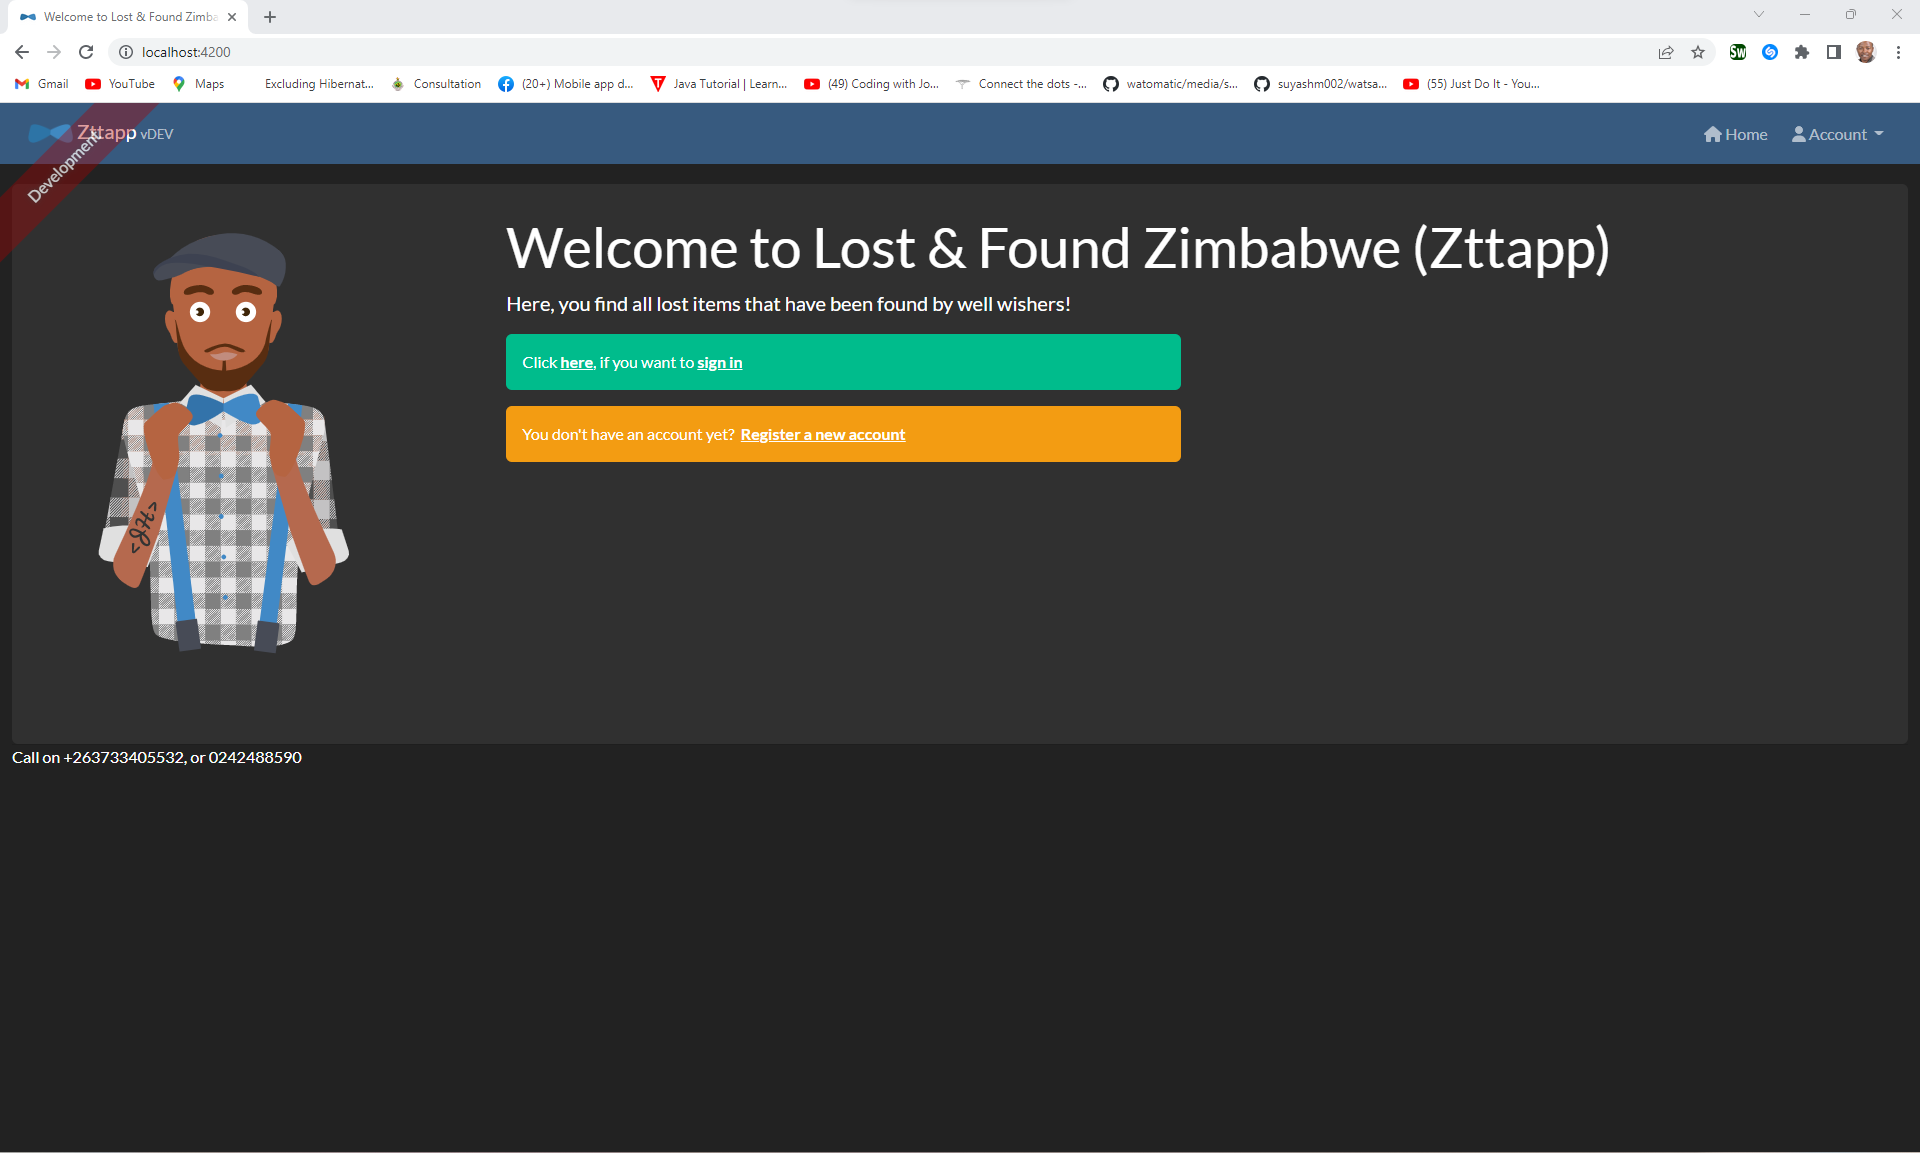 Welcome to Lost & Found Zimba
localhost:4200
Gmail
YouTube
Maps
Excluding Hibernat...
Consultation
(20+) Mobile app d...
Java Tutorial | Learn...
(49) Coding with Jo...
Connect the dots -...
watomatic/media/s...
suyashm002/watsa...
(55) Just Do It - You...
SW
Zttapp vDEV
Development
Home
Account
Welcome to Lost & Found Zimbabwe (Zttapp)
Here, you find all lost items that have been found by well wishers!
Click here, if you want to sign in
You don't have an account yet? Register a new account
<JH>
Call on +263733405532, or 0242488590